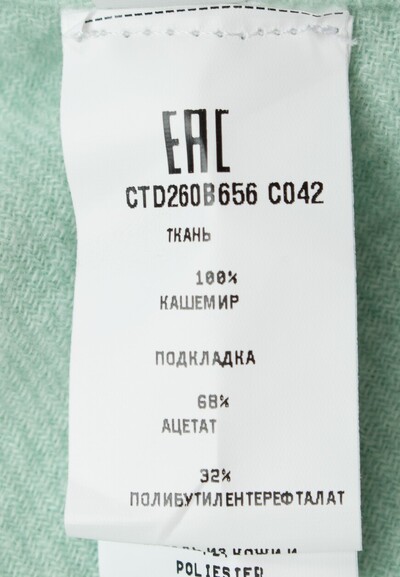 EAC
CTD260B656 C042
ТКАНЬ
100%
КАШЕМИР
ПОДКЛАДКА
68%
АЦЕТАТ
32%
ПОЛИБУТИЛЕНТЕРЕФТАЛАТ
POLIESTER